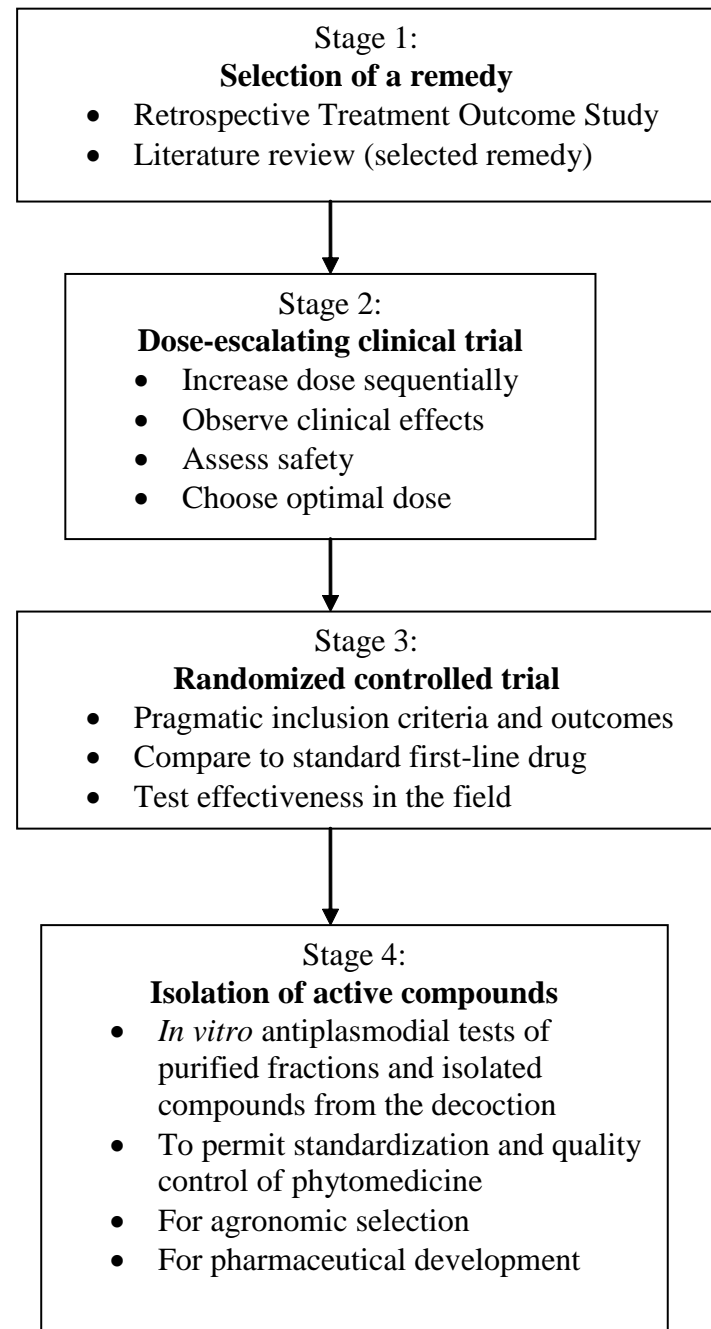 Stage 1:
Selection of a remedy
• Retrospective Treatment Outcome Study
• Literature review (selected remedy)
Stage 2:
Dose-escalating clinical trial
• Increase dose sequentially
• Observe clinical effects
• Assess safety
• Choose optimal dose
Stage 3:
Randomized controlled trial
• Pragmatic inclusion criteria and outcomes
• Compare to standard first-line drug
• Test effectiveness in the field
Stage 4:
Isolation of active compounds
• In vitro antiplasmodial tests of
purified fractions and isolated
compounds from the decoction
• To permit standardization and quality
control of phytomedicine
• For agronomic selection
• For pharmaceutical development